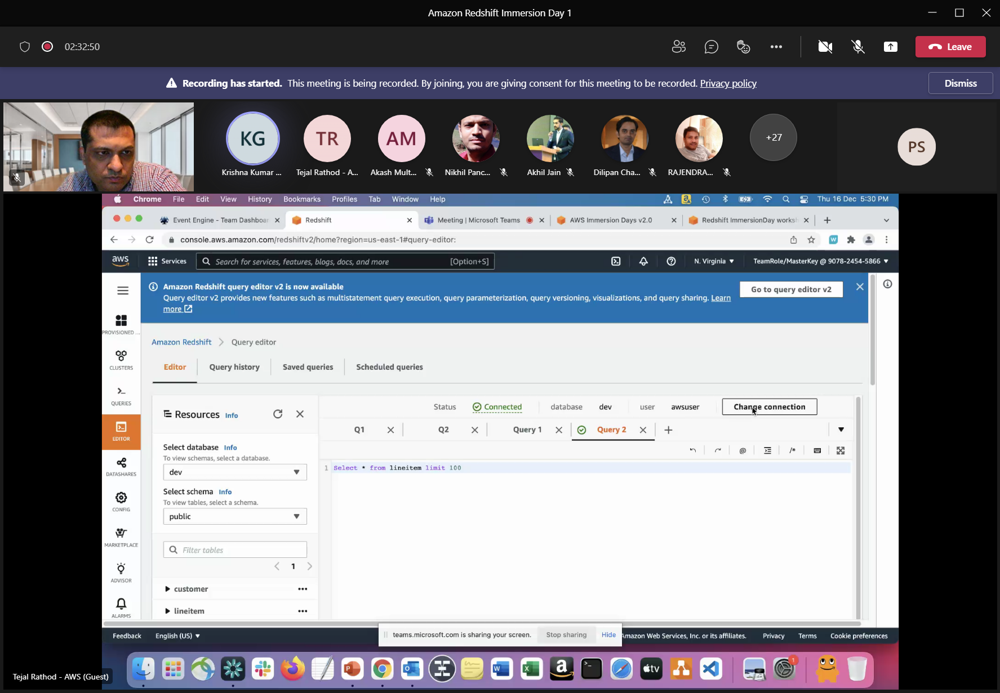 Amazon Redshift Immersion Day 1
02:32:50
Leave
Recording has started. This meeting is being recorded. By joining, you are giving consent for this meeting to be recorded. Privacy policy
Dismiss
KG
TR
AM
+27
PS
Krishna Kumar ...
Tejal Rathod - A...
Akash Mult...
Nikhil Panc...
Akhil Jain
Dilipan Cha...
RAJENDRA...
Chrome File Edit View History Bookmarks Profiles Tab Window Help
Thu 16 Dec 5:30 PM
Event Engine - Team Dashboar
Redshift
Meeting | Microsoft Teams
AWS Immersion Days v2.0
Redshift ImmersionDay worksh
console.aws.amazon.com/redshiftv2/home?region=us-east-1#query-editor:
aws
Services
Search for services, features, blogs, docs, and more [Option+S]
N. Virginia
TeamRole/MasterKey @ 9078-2454-5866
Amazon Redshift query editor v2 is now available
Query editor v2 provides new features such as multistatement query execution, query parameterization, query versioning, visualizations, and query sharing. Learn
more
Go to query editor v2
PROVISIONED ...
CLUSTERS
QUERIES
EDITOR
DATASHARES
CONFIG
MARKETPLACE
ADVISOR
ALARMS
Amazon Redshift > Query editor
Editor
Query history
Saved queries
Scheduled queries
Resources Info
Select database Info
To view schemas, select a database.
dev
Select schema Info
To view tables, select a schema.
public
Filter tables
1
customer
lineitem
Status Connected database dev user awsuser
Change connection
Q1
Q2
Query 1
Query 2
@ /*
1 Select * from lineitem limit 100
Feedback English (US)
teams.microsoft.com is sharing your screen. Stop sharing Hide
Amazon Web Services, Inc. or its affiliates. Privacy Terms Cookie preferences
tv
1
Tejal Rathod - AWS (Guest)